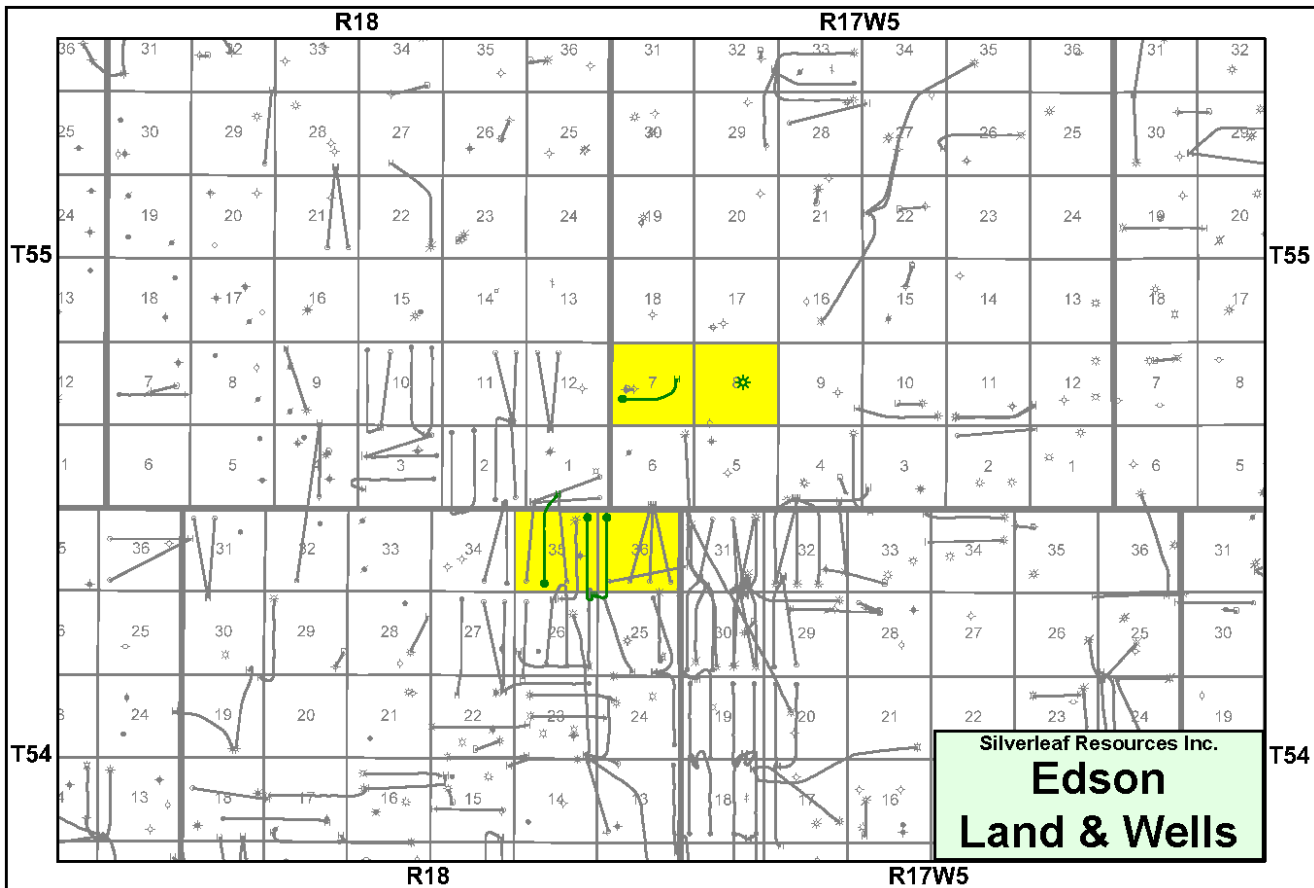 R18 R17W5
36 31 32 33 34 35 36 31 32 33 34 35 36 31 32
25 30 29 28 27 26 25 30 29 28 27 26 25 30 29
24 19 20 21 22 23 24 19 20 21 22 23 24 19 20
T55 T55
13 18 17 16 15 14 13 18 17 16 15 14 13 18 17
12 7 8 9 10 11 12 7 8 9 10 11 12 7 8
1 6 5 4 3 2 1 6 5 4 3 2 1 6 5
36 31 32 33 34 35 36 31 32 33 34 35 36 31
25 30 29 28 27 26 25 30 29 28 27 26 25 30
24 19 20 21 22 23 24 19 20 21 22 23 24 19
T54 T54
13 18 17 16 15 14 13 18 17 16
Silverleaf Resources Inc.
Edson
Land & Wells
R18 R17W5